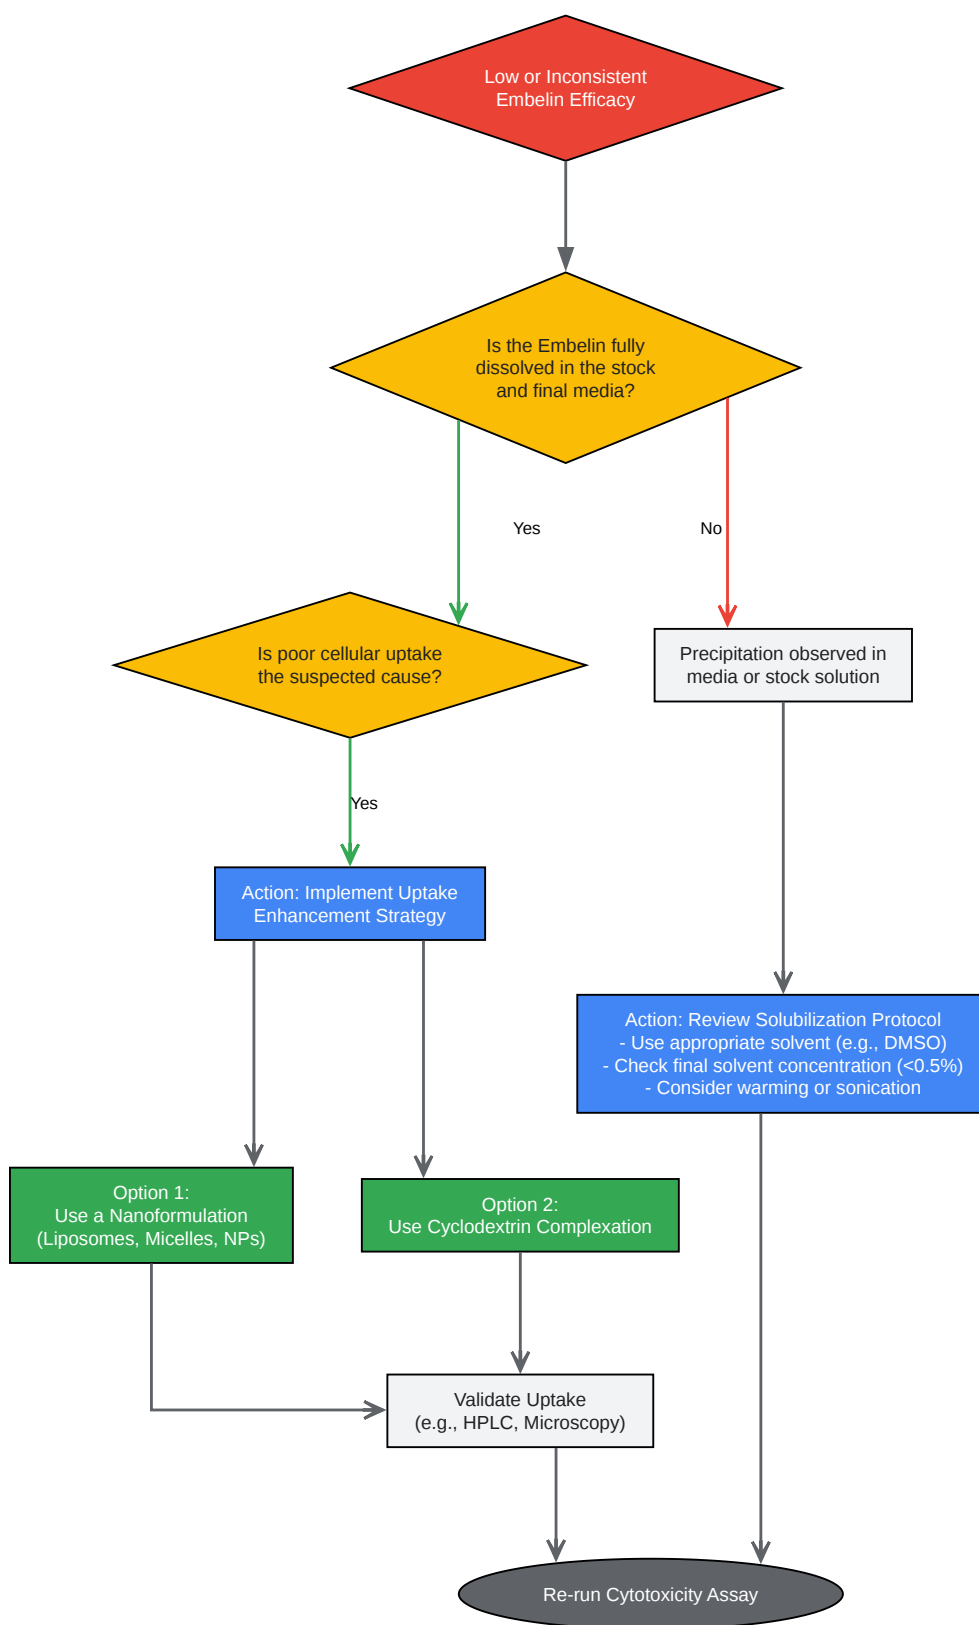 Low or Inconsistent
Embelin Efficacy
Is the Embelin fully
dissolved in the stock
and final media?
Yes
No
Is poor cellular uptake
the suspected cause?
Precipitation observed in
media or stock solution
Yes
Action: Implement Uptake
Enhancement Strategy
Action: Review Solubilization Protocol
- Use appropriate solvent (e.g., DMSO)
- Check final solvent concentration (<0.5%)
- Consider warming or sonication
Option 1:
Use a Nanoformulation
(Liposomes, Micelles, NPs)
Option 2:
Use Cyclodextrin Complexation
Validate Uptake
(e.g., HPLC, Microscopy)
Re-run Cytotoxicity Assay